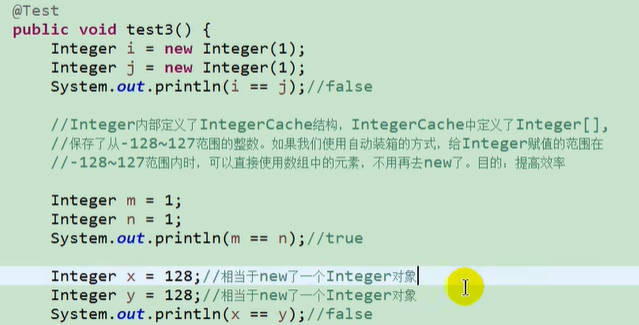 @Test
public void test3() {
Integer i = new Integer(1);
Integer j = new Integer(1);
System.out.println(i == j);//false
//Integer内部定义了IntegerCache结构，IntegerCache中定义了Integer[],
//保存了从-128~127范围的整数。如果我们使用自动装箱的方式，给Integer赋值的范围在
//-128~127范围内时，可以直接使用数组中的元素，不用再去new了。目的：提高效率
Integer m = 1;
Integer n = 1;
System.out.println(m == n);//true
Integer x = 128;//相当于new了一个Integer对象
Integer y = 128;//相当于new了一个Integer对象
System.out.println(x == y);//false